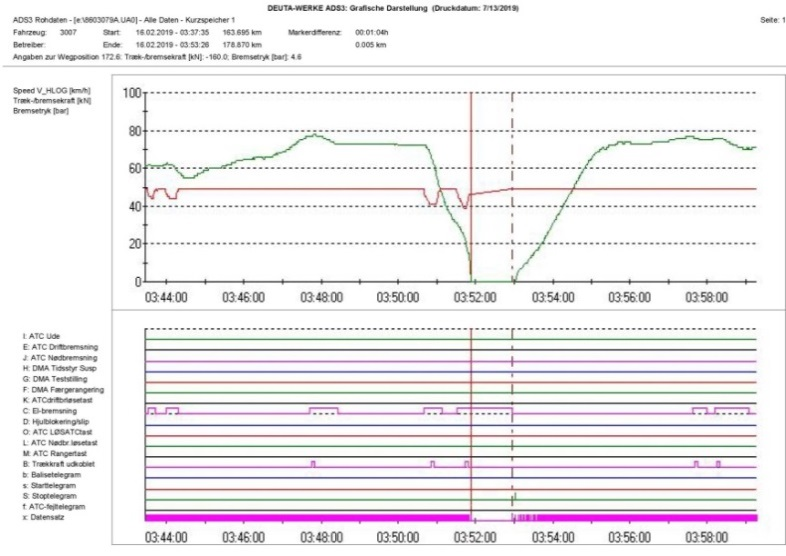 DEUTA-WERKE ADS3: Grafische Darstellung (Druckdatum: 7/13/2019)
ADS3 Rohdaten - [e:\8603079A.UA0] - Alle Daten - Kurzspeicher 1 Seite: 1
Fahrzeug: 3007 Start: 16.02.2019 - 03:37:35 163.695 km Markerdifferenz: 00:01:04h
Betreiber: Ende: 16.02.2019 - 03:53:26 178.870 km 0.005 km
Angaben zur Wegposition 172.6: Træk-/bremsekraft [kN]: -160.0; Bremsetryk [bar]: 4.6
Speed V_HLOG [km/h]
Træk-/bremsekraft [kN]
Bremsetryk [bar]
100
80
60
40
20
0
03:44:00 03:46:00 03:48:00 03:50:00 03:52:00 03:54:00 03:56:00 03:58:00
I: ATC Ude
E: ATC Driftbremsning
J: ATC Nødbremsning
H: DMA Tidsstyr Susp
G: DMA Teststilling
F: DMA Færgerangering
K: ATCdriftbrløsetast
C: El-bremsning
D: Hjulblokering/slip
O: ATC LØSATCtast
L: ATC Nødbr.løsetast
M: ATC Rangertast
B: Trækkraft udkoblet
b: Balisetelegram
s: Starttelegram
S: Stoptelegram
f: ATC-fejltelegram
x: Datensatz
03:44:00 03:46:00 03:48:00 03:50:00 03:52:00 03:54:00 03:56:00 03:58:00